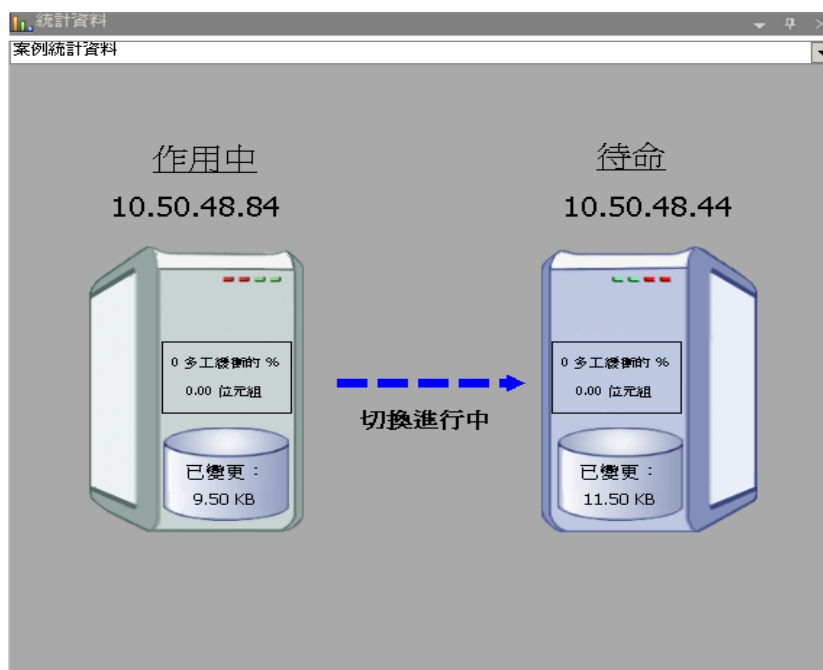 統計資料
案例統計資料
作用中
待命
10.50.48.84
10.50.48.44
0 多工緩衝的 %
0.00 位元組
0 多工緩衝的 %
0.00 位元組
切換進行中
已變更：
9.50 KB
已變更：
11.50 KB